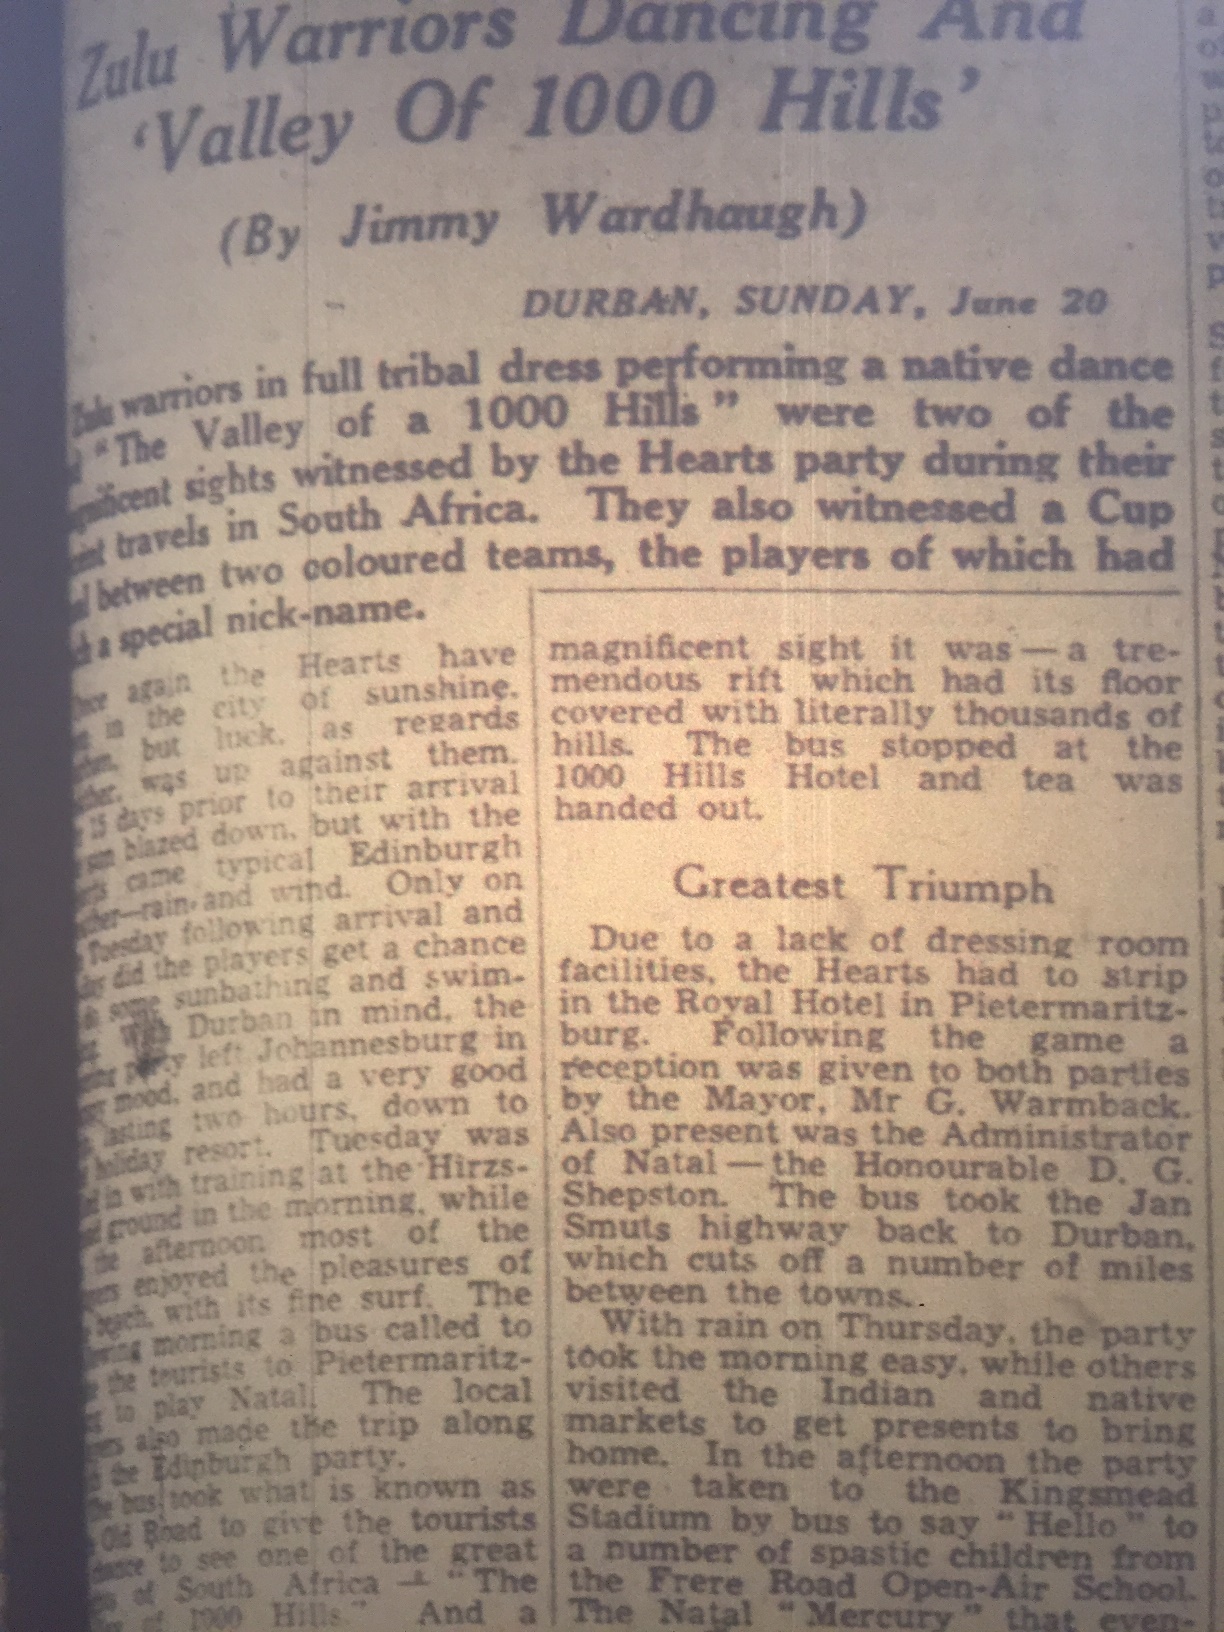 Zulu Warriors Dancing And
‘Valley Of 1000 Hills’
(By Jimmy Wardhaugh)
DURBAN, SUNDAY, June 20
Zulu warriors in full tribal dress performing a native dance
“The Valley of a 1000 Hills” were two of the
sights witnessed by the Hearts party during their
travels in South Africa. They also witnessed a Cup
between two coloured teams, the players of which had
a special nick-name.
again the Hearts have
in the city of sunshine.
but luck, as regards
was up against them.
15 days prior to their arrival
sun blazed down, but with the
came typical Edinburgh
rain and wind. Only on
Tuesday following arrival and
did the players get a chance
some sunbathing and swim-
With Durban in mind, the
left Johannesburg in
mood, and had a very good
lasting two hours, down to
holiday resort. Tuesday was
in with training at the Hirzs-
ground in the morning, while
the afternoon most of the
enjoyed the pleasures of
beach, with its fine surf. The
morning a bus called to
the tourists to Pietermaritz-
to play Natal. The local
also made the trip along
the Edinburgh party.
bus took what is known as
Old Road to give the tourists
to see one of the great
of South Africa — “The
of 1000 Hills.” And a
magnificent sight it was — a tre-
mendous rift which had its floor
covered with literally thousands of
hills. The bus stopped at the
1000 Hills Hotel and tea was
handed out.
Greatest Triumph
Due to a lack of dressing room
facilities, the Hearts had to strip
in the Royal Hotel in Pietermaritz-
burg. Following the game a
reception was given to both parties
by the Mayor, Mr G. Warmback.
Also present was the Administrator
of Natal — the Honourable D. G.
Shepston. The bus took the Jan
Smuts highway back to Durban,
which cuts off a number of miles
between the towns.
With rain on Thursday, the party
took the morning easy, while others
visited the Indian and native
markets to get presents to bring
home. In the afternoon the party
were taken to the Kingsmead
Stadium by bus to say “Hello” to
a number of spastic children from
the Frere Road Open-Air School.
The Natal “Mercury” that even-